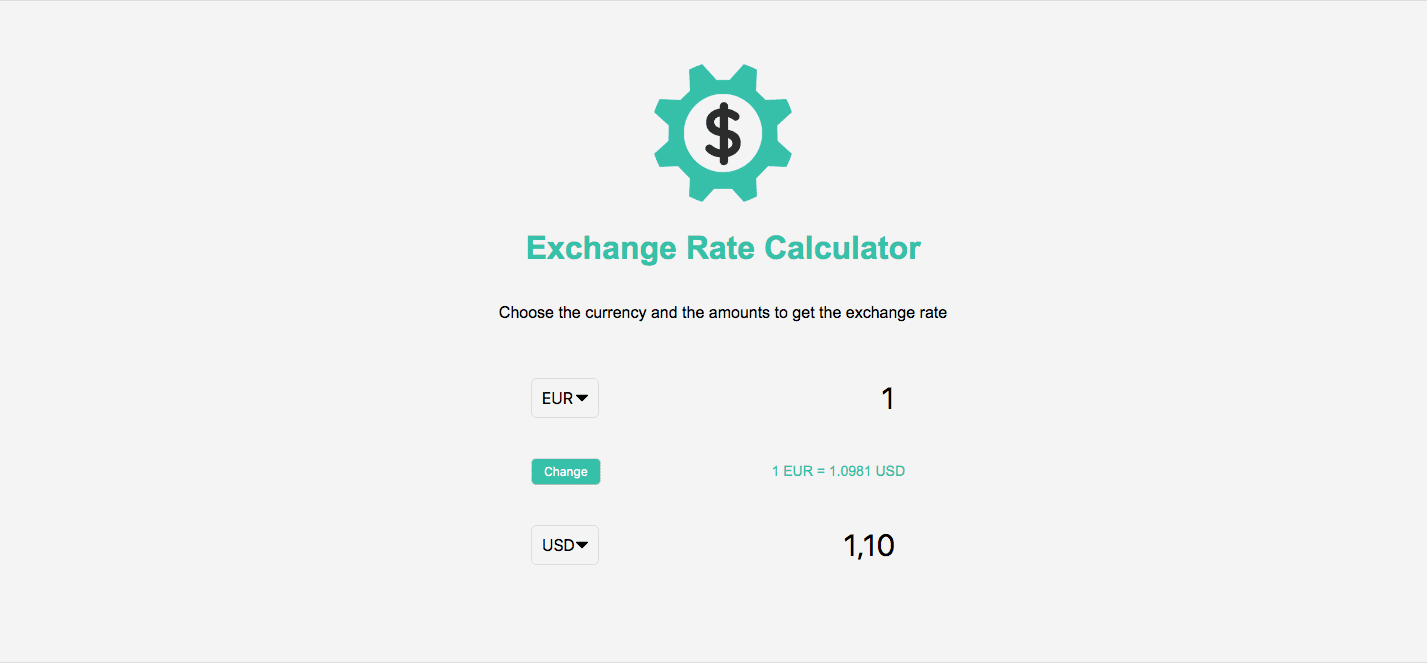 $
Exchange Rate Calculator
Choose the currency and the amounts to get the exchange rate
EUR 1
Change 1 EUR = 1.0981 USD
USD 1,10